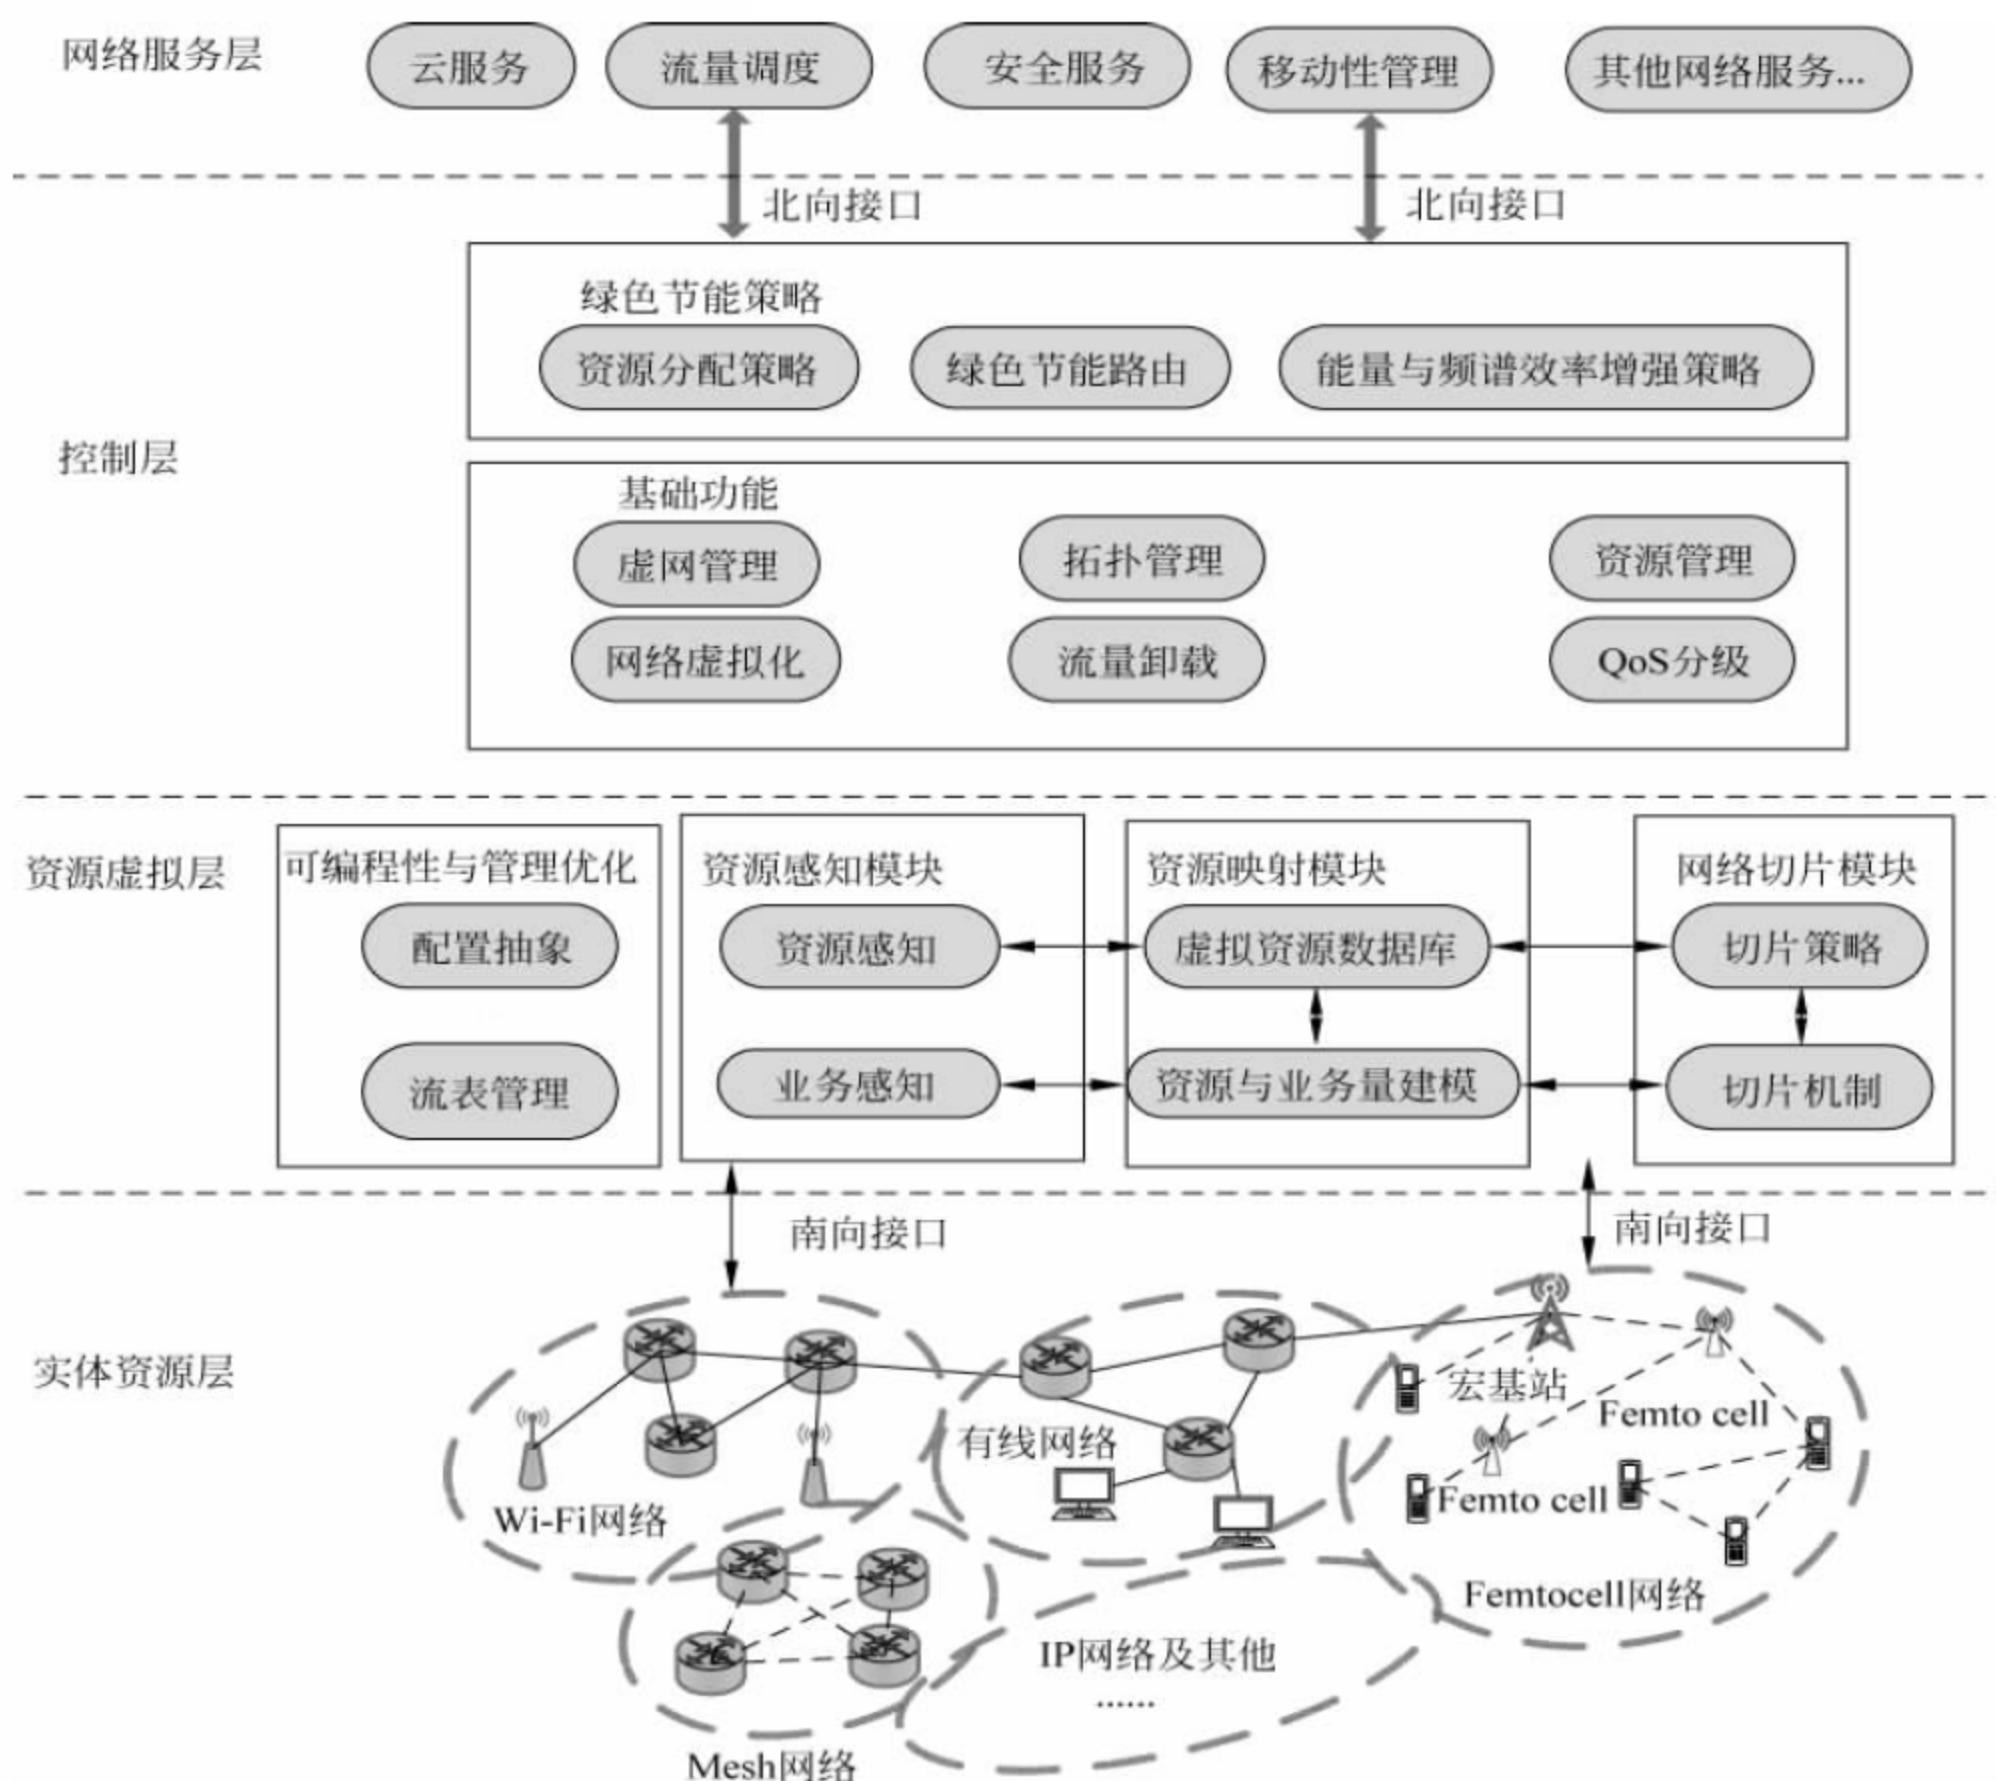 网络服务层
云服务
流量调度
安全服务
移动性管理
其他网络服务...
北向接口
北向接口
控制层
绿色节能策略
资源分配策略
绿色节能路由
能量与频谱效率增强策略
基础功能
虚网管理
拓扑管理
资源管理
网络虚拟化
流量卸载
QoS分级
资源虚拟层
可编程性与管理优化
资源感知模块
资源映射模块
网络切片模块
配置抽象
资源感知
虚拟资源数据库
切片策略
流表管理
业务感知
资源与业务量建模
切片机制
南向接口
南向接口
实体资源层
宏基站
Femto cell
有线网络
Femto cell
Wi-Fi网络
Femtocell网络
IP网络及其他
......
Mesh网络